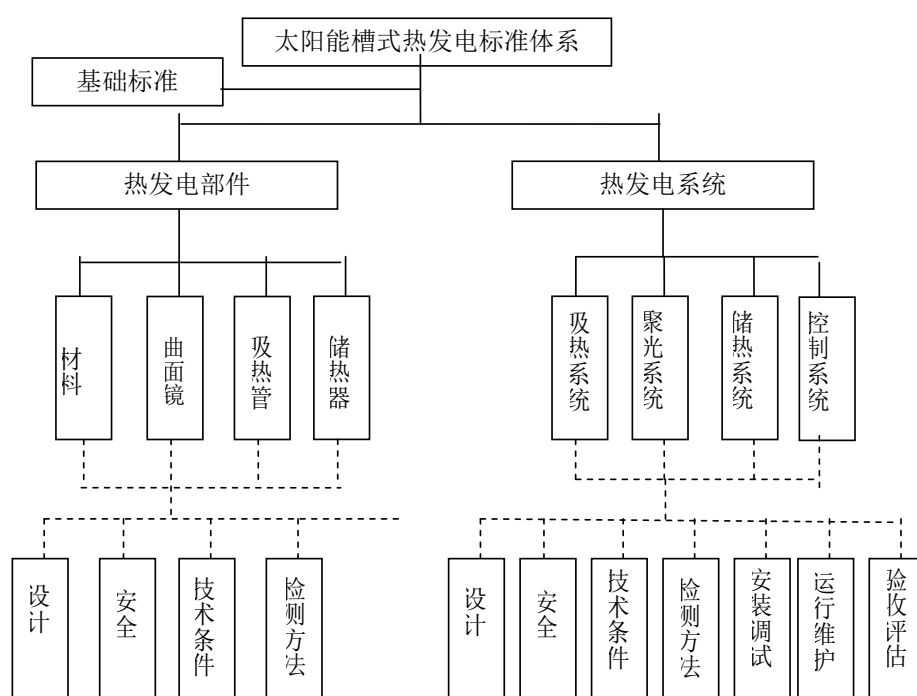 太阳能槽式热发电标准体系
基础标准
热发电部件
热发电系统
材料
曲面镜
吸热管
储热器
吸热系统
聚光系统
储热系统
控制系统
设计
安全
技术条件
检测方法
设计
安全
技术条件
检测方法
安装调试
运行维护
验收评估